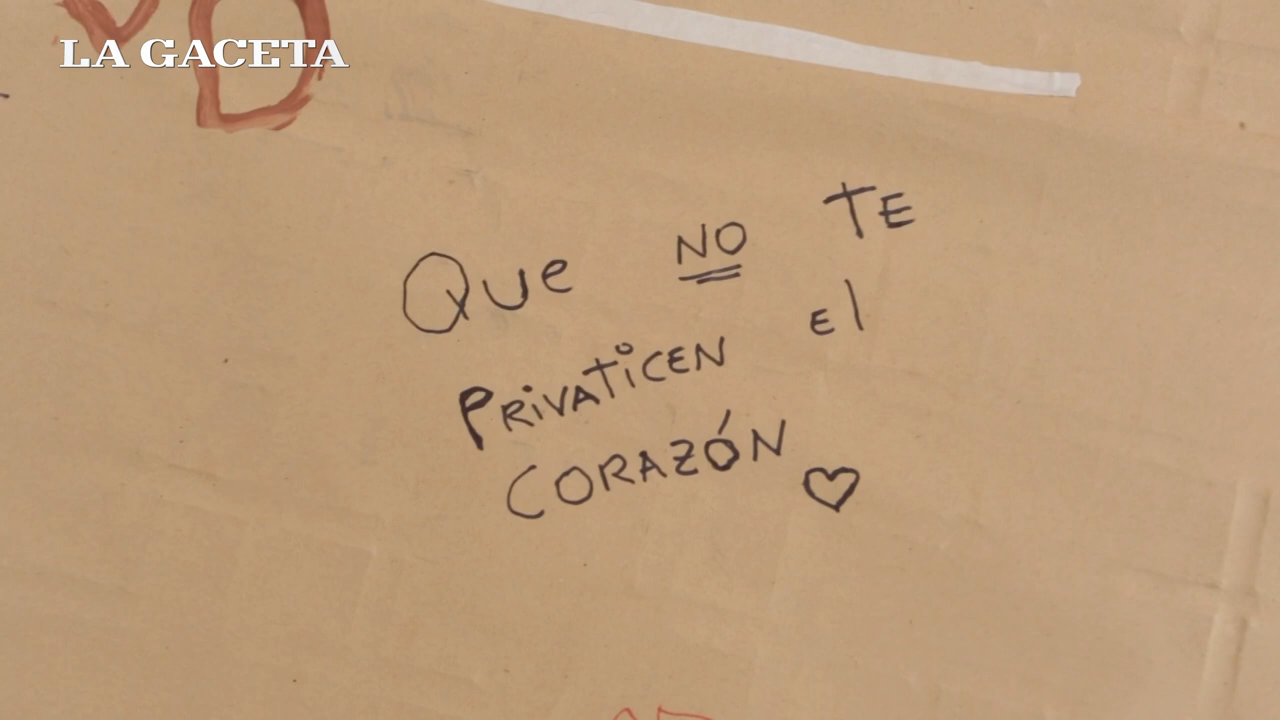 LA GACETA
Que NO TE
PRiVATiCEN El
CORAZÓN